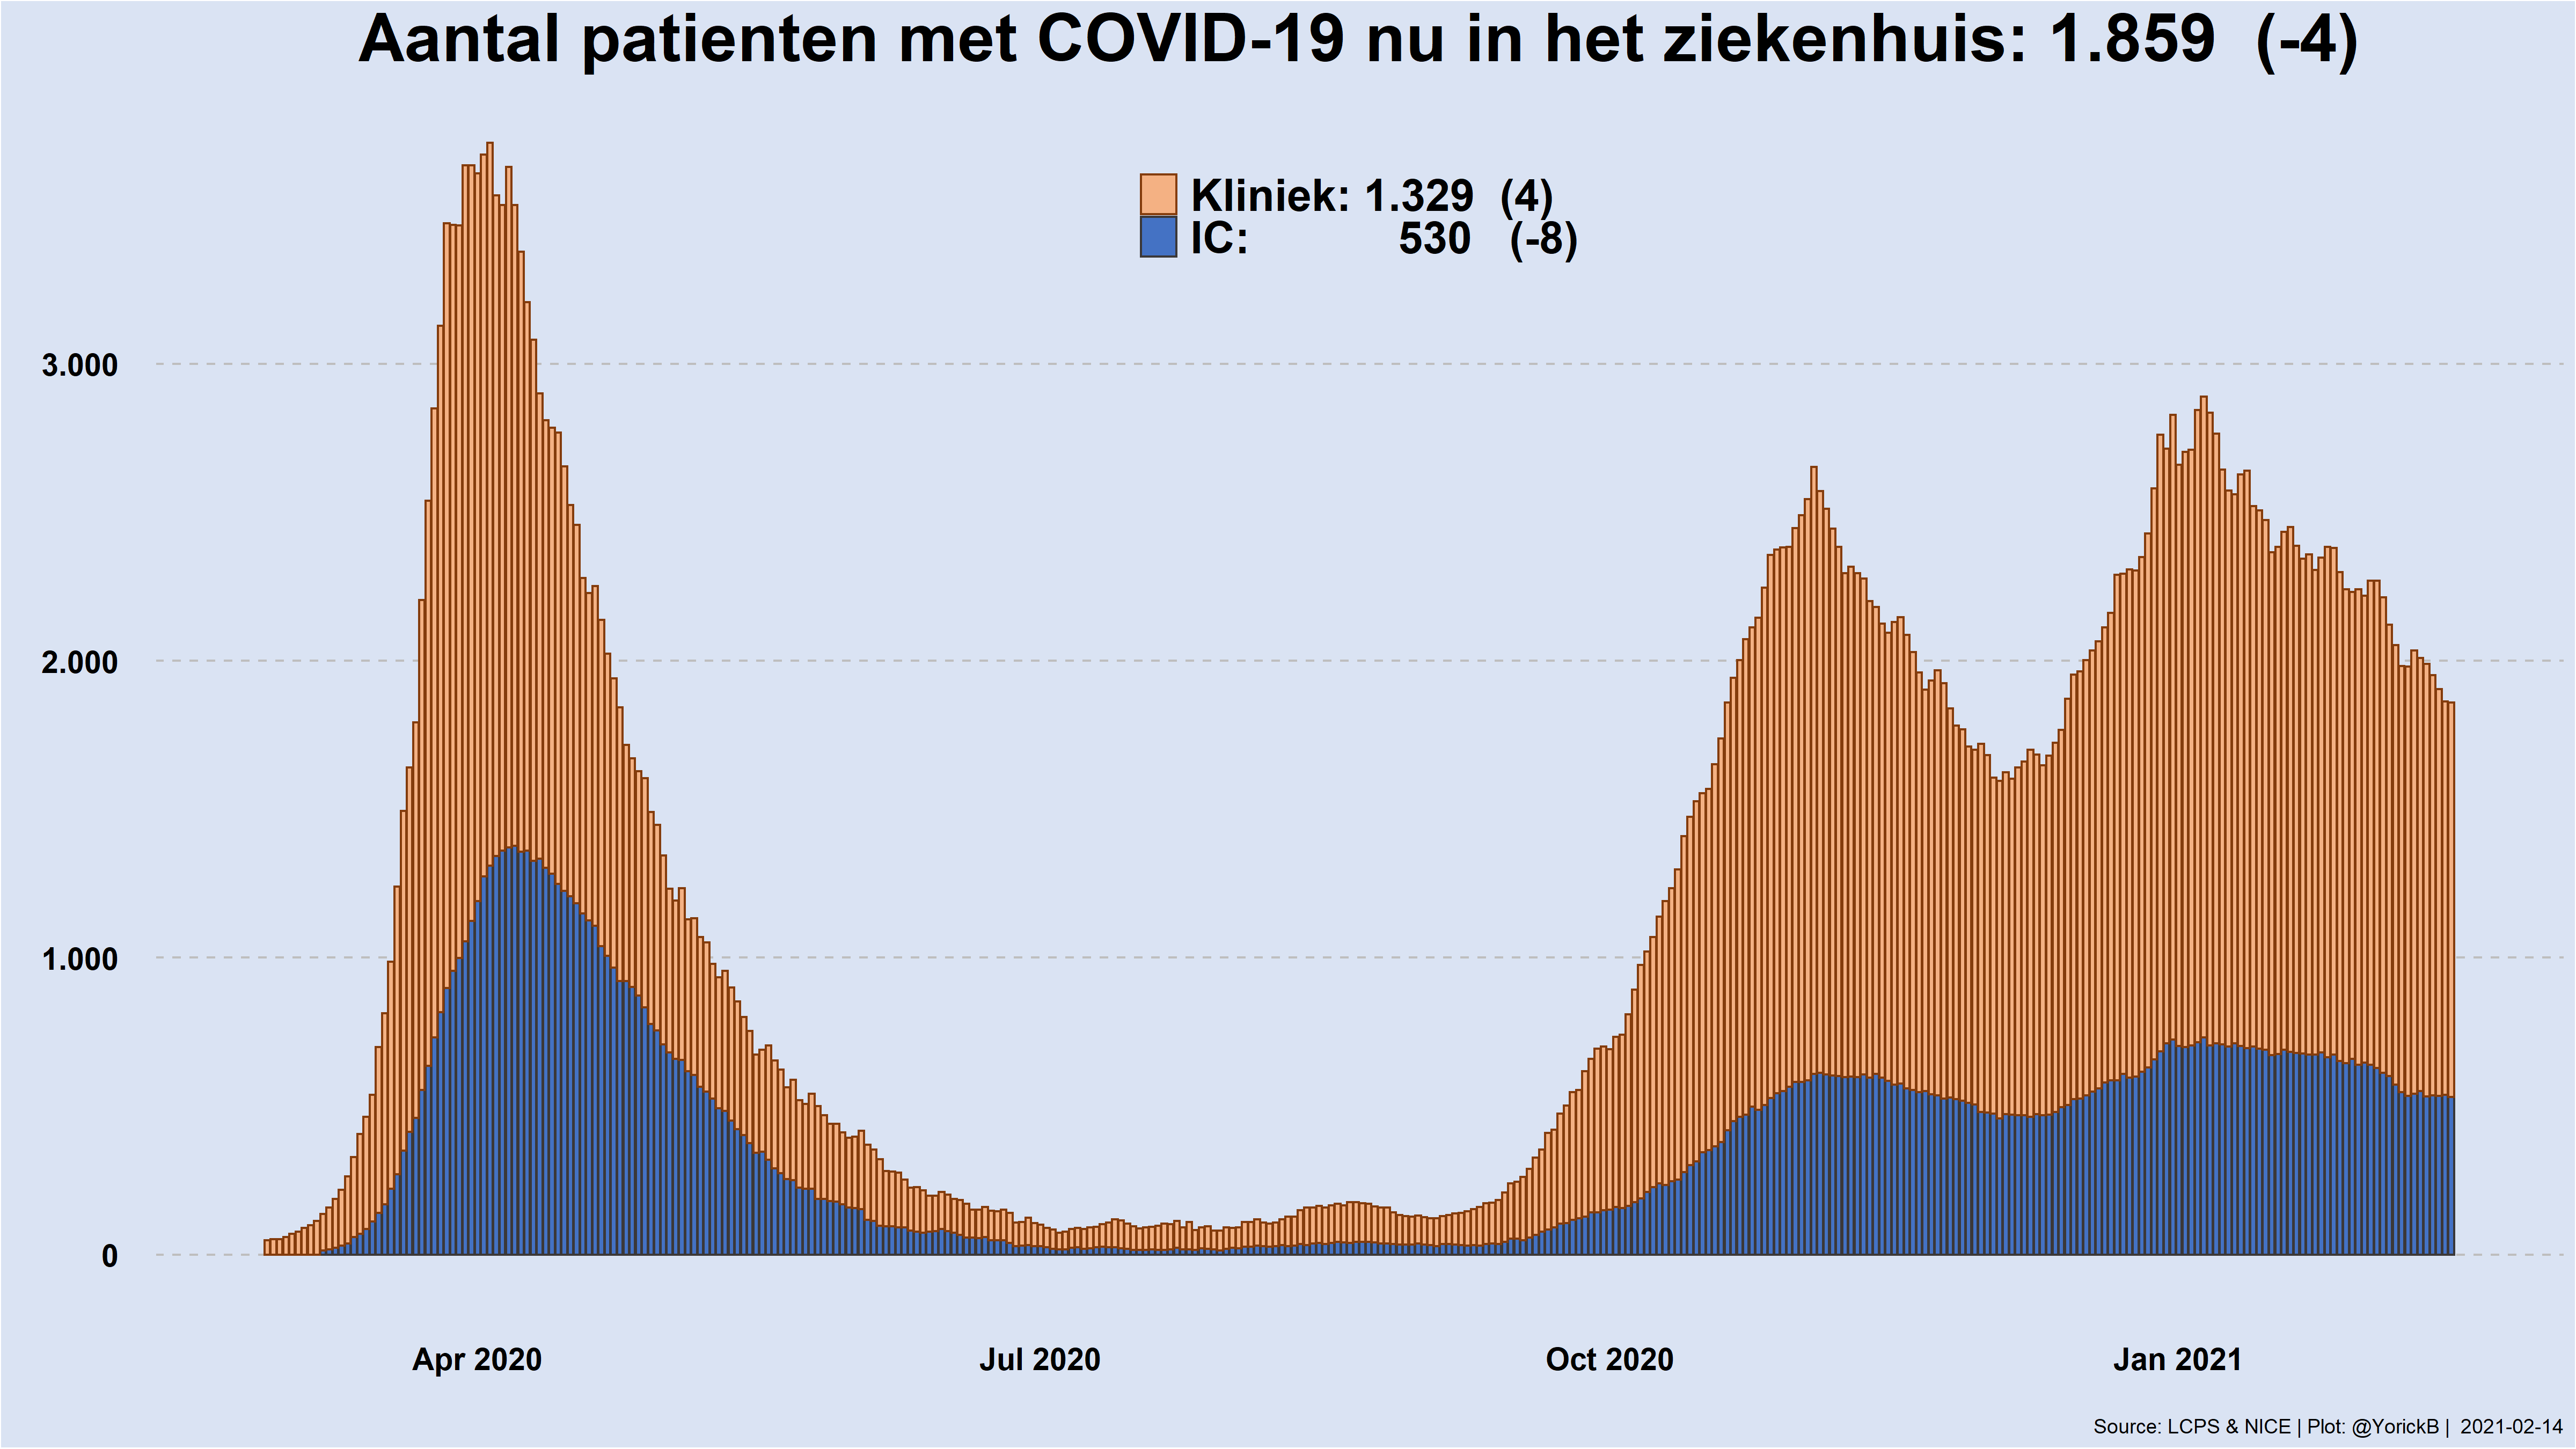 Aantal patienten met COVID-19 nu in het ziekenhuis: 1.859 (-4)
Kliniek: 1.329 (4)
IC: 530 (-8)
3.000
2.000
1.000
0
Apr 2020 Jul 2020 Oct 2020 Jan 2021
Source: LCPS & NICE | Plot: @YorickB | 2021-02-14